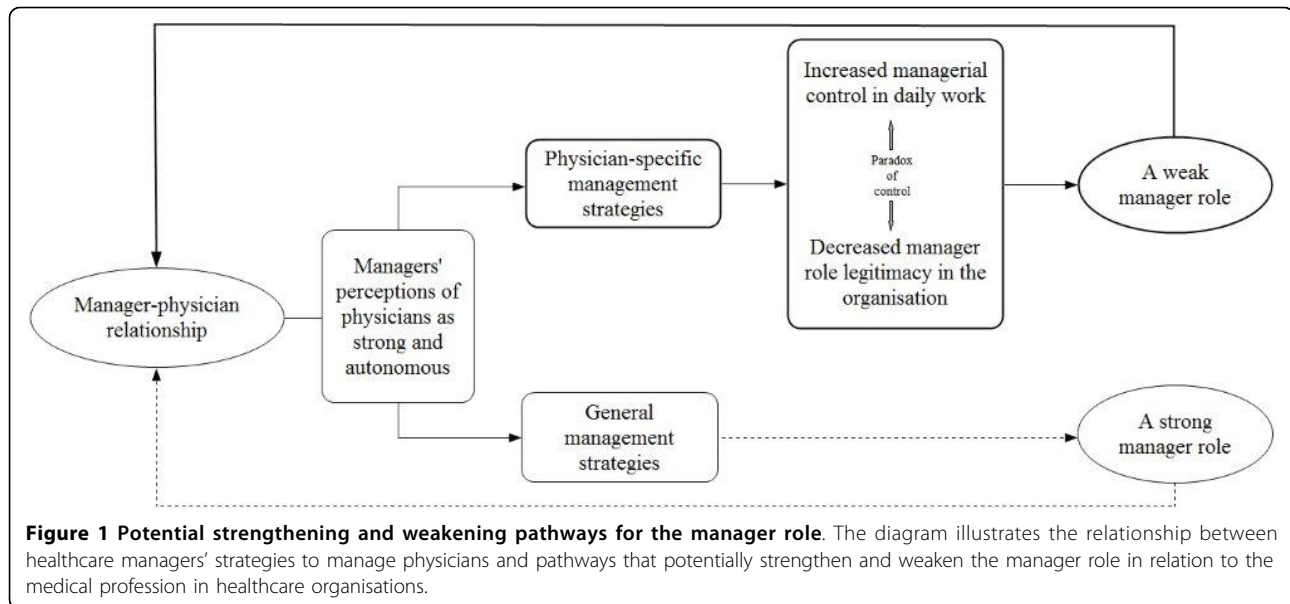 Increased managerial
control in daily work
Paradox
of
control
Decreased manager
role legitimacy in the
organisation
Physician-specific
management
strategies
A weak
manager role
Manager-physician
relationship
Managers'
perceptions of
physicians as
strong and
autonomous
General
management
strategies
A strong
manager role
Figure 1 Potential strengthening and weakening pathways for the manager role. The diagram illustrates the relationship between
healthcare managers' strategies to manage physicians and pathways that potentially strengthen and weaken the manager role in relation to the
medical profession in healthcare organisations.